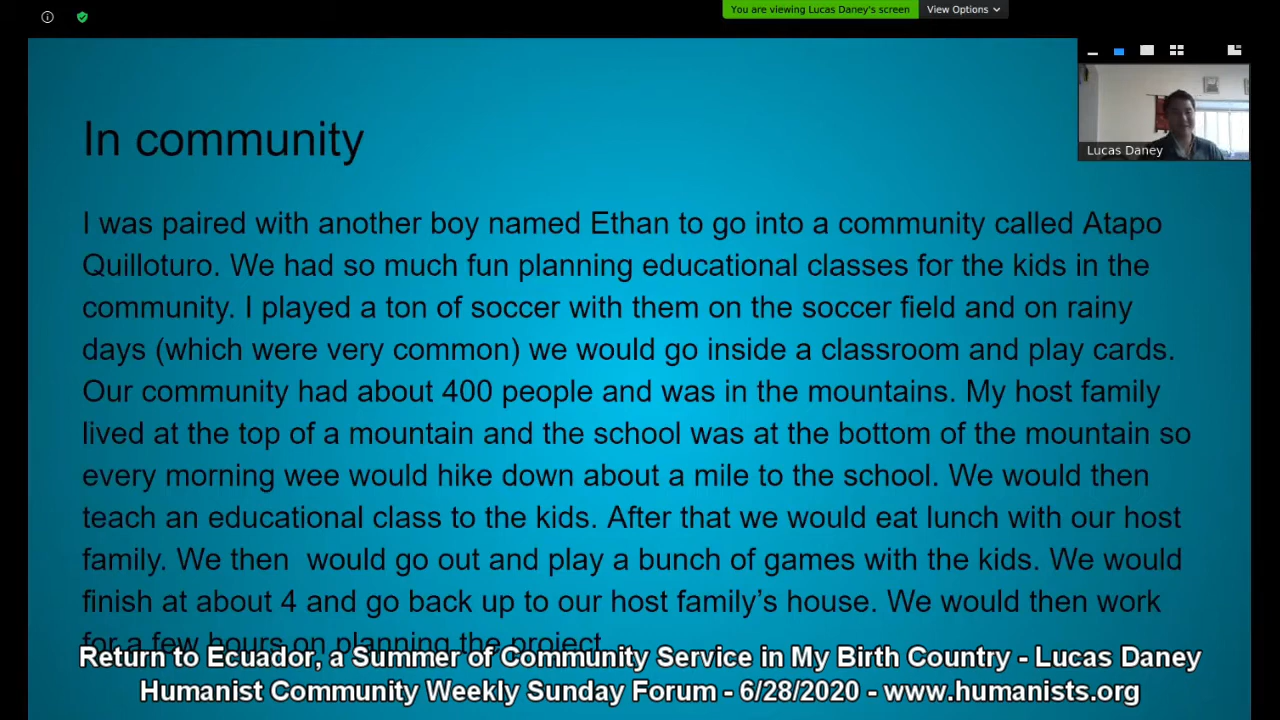 You are viewing Lucas Daney's screen
View Options
In community
Lucas Daney
I was paired with another boy named Ethan to go into a community called Atapo
Quilloturo. We had so much fun planning educational classes for the kids in the
community. I played a ton of soccer with them on the soccer field and on rainy
days (which were very common) we would go inside a classroom and play cards.
Our community had about 400 people and was in the mountains. My host family
lived at the top of a mountain and the school was at the bottom of the mountain so
every morning wee would hike down about a mile to the school. We would then
teach an educational class to the kids. After that we would eat lunch with our host
family. We then  would go out and play a bunch of games with the kids. We would
finish at about 4 and go back up to our host family’s house. We would then work
for a few hours on planning the project.
Return to Ecuador, a Summer of Community Service in My Birth Country - Lucas Daney
Humanist Community Weekly Sunday Forum - 6/28/2020 - www.humanists.org